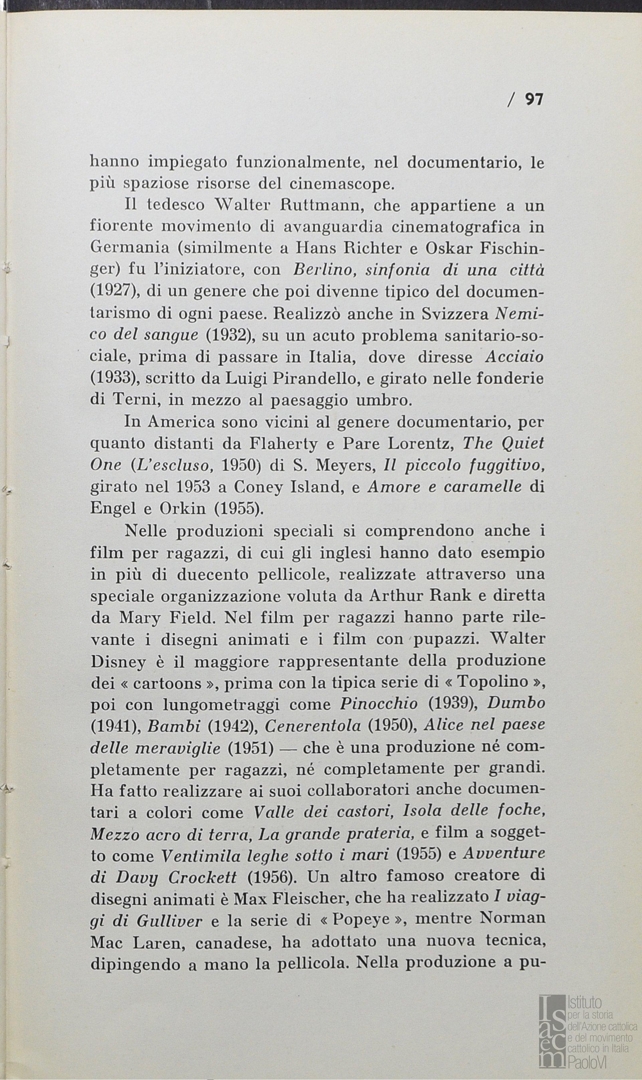 / 97
hanno impiegato funzionalmente, nel documentario, le
più spaziose risorse del cinemascope.
Il tedesco Walter Ruttmann, che appartiene a un
fiorente movimento di avanguardia cinematografica in
Germania (similmente a Hans Richter e Oskar Fischin-
ger) fu l'iniziatore, con Berlino, sinfonia di una città
(1927), di un genere che poi divenne tipico del documen-
tarismo di ogni paese. Realizzò anche in Svizzera Nemi-
co del sangue (1932), su un acuto problema sanitario-so-
ciale, prima di passare in Italia, dove diresse Acciaio
(1933), scritto da Luigi Pirandello, e girato nelle fonderie
di Terni, in mezzo al paesaggio umbro.
In America sono vicini al genere documentario, per
quanto distanti da Flaherty e Pare Lorentz, The Quiet
One (L'escluso, 1950) di S. Meyers, Il piccolo fuggitivo,
girato nel 1953 a Coney Island, e Amore e caramelle di
Engel e Orkin (1955).
Nelle produzioni speciali si comprendono anche i
film per ragazzi, di cui gli inglesi hanno dato esempio
in più di duecento pellicole, realizzate attraverso una
speciale organizzazione voluta da Arthur Rank e diretta
da Mary Field. Nel film per ragazzi hanno parte rile-
vante i disegni animati e i film con pupazzi. Walter
Disney è il maggiore rappresentante della produzione
dei « cartoons », prima con la tipica serie di « Topolino »,
poi con lungometraggi come Pinocchio (1939), Dumbo
(1941), Bambi (1942), Cenerentola (1950), Alice nel paese
delle meraviglie (1951) — che è una produzione né com-
pletamente per ragazzi, né completamente per grandi.
Ha fatto realizzare ai suoi collaboratori anche documen-
tari a colori come Valle dei castori, Isola delle foche,
Mezzo acro di terra, La grande prateria, e film a sogget-
to come Ventimila leghe sotto i mari (1955) e Avventure
di Davy Crockett (1956). Un altro famoso creatore di
disegni animati è Max Fleischer, che ha realizzato I viag-
gi di Gulliver e la serie di « Popeye », mentre Norman
Mac Laren, canadese, ha adottato una nuova tecnica,
dipingendo a mano la pellicola. Nella produzione a pu-
Isacem
Istituto
per la storia
dell'Azione cattolica
e del movimento
cattolico in Italia
PaoloVI